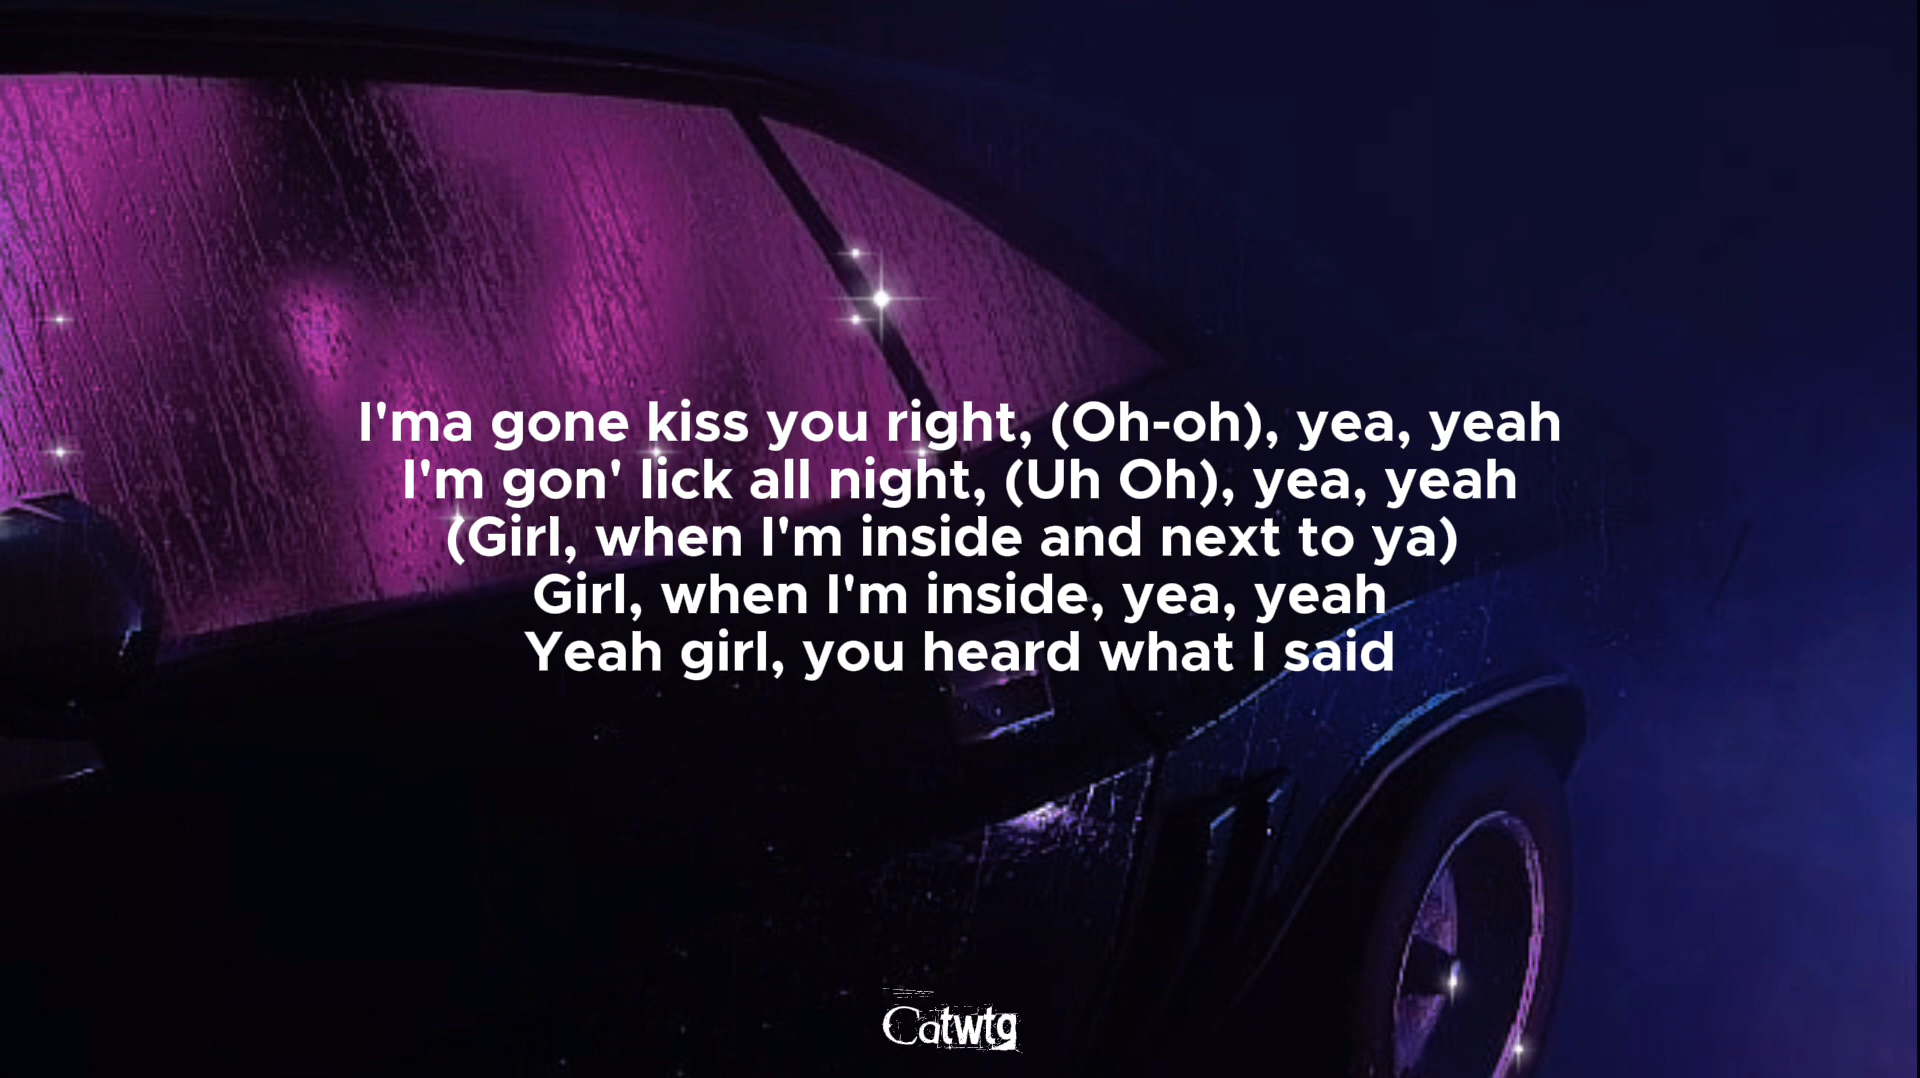 I'ma gone kiss you right, (Oh-oh), yea, yeah
I'm gon' lick all night, (Uh Oh), yea, yeah
(Girl, when I'm inside and next to ya)
Girl, when I'm inside, yea, yeah
Yeah girl, you heard what I said
Catwtg